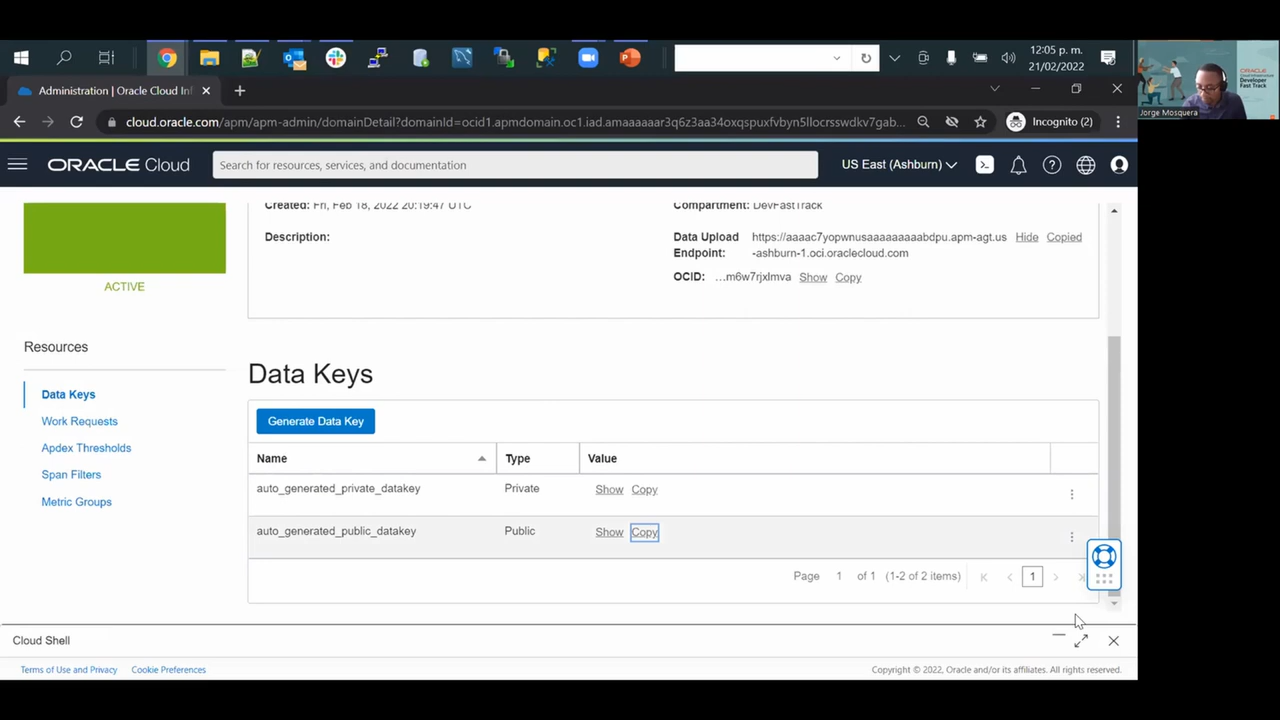 12:05 p. m.
21/02/2022
ORACLE
Developer
Fast Track
Jorge Mosquera
Administration | Oracle Cloud Inf
cloud.oracle.com/apm/apm-admin/domainDetail?domainId=ocid1.apmdomain.oc1.iad.amaaaaaar3q6z3aa34oxqspuxfvbyn5llocrsswdkv7gab...
Incognito (2)
ORACLE Cloud
Search for resources, services, and documentation
US East (Ashburn)
Created: Fri, Feb 18, 2022 20:19:47 UTC
Compartment: DevFastTrack
Description:
Data Upload Endpoint: https://aaaac7yopwnusaaaaaaaaabdpu.apm-agt.us Hide Copied
-ashburn-1.oci.oraclecloud.com
OCID: ...m6w7rjxlmva Show Copy
ACTIVE
Resources
Data Keys
Work Requests
Apdex Thresholds
Span Filters
Metric Groups
Data Keys
Generate Data Key
Name Type Value
auto_generated_private_datakey Private Show Copy
auto_generated_public_datakey Public Show Copy
Page 1 of 1 (1-2 of 2 items) 1
Cloud Shell
Terms of Use and Privacy Cookie Preferences
Copyright © 2022, Oracle and/or its affiliates. All rights reserved.